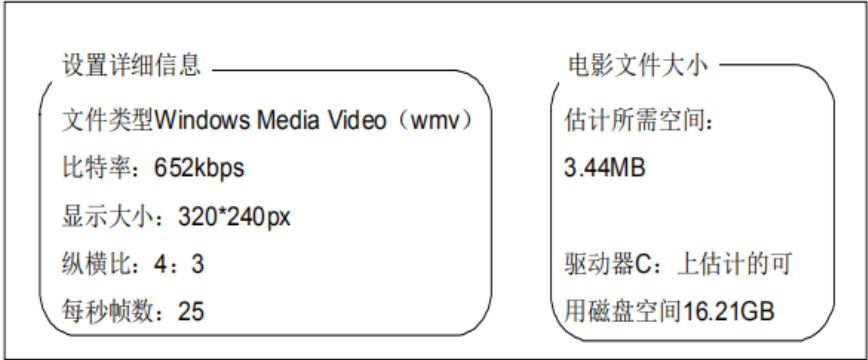 设置详细信息
文件类型Windows Media Video（wmv）
比特率：652kbps
显示大小：320*240px
纵横比：4：3
每秒帧数：25
电影文件大小
估计所需空间：
3.44MB
驱动器C：上估计的可
用磁盘空间16.21GB